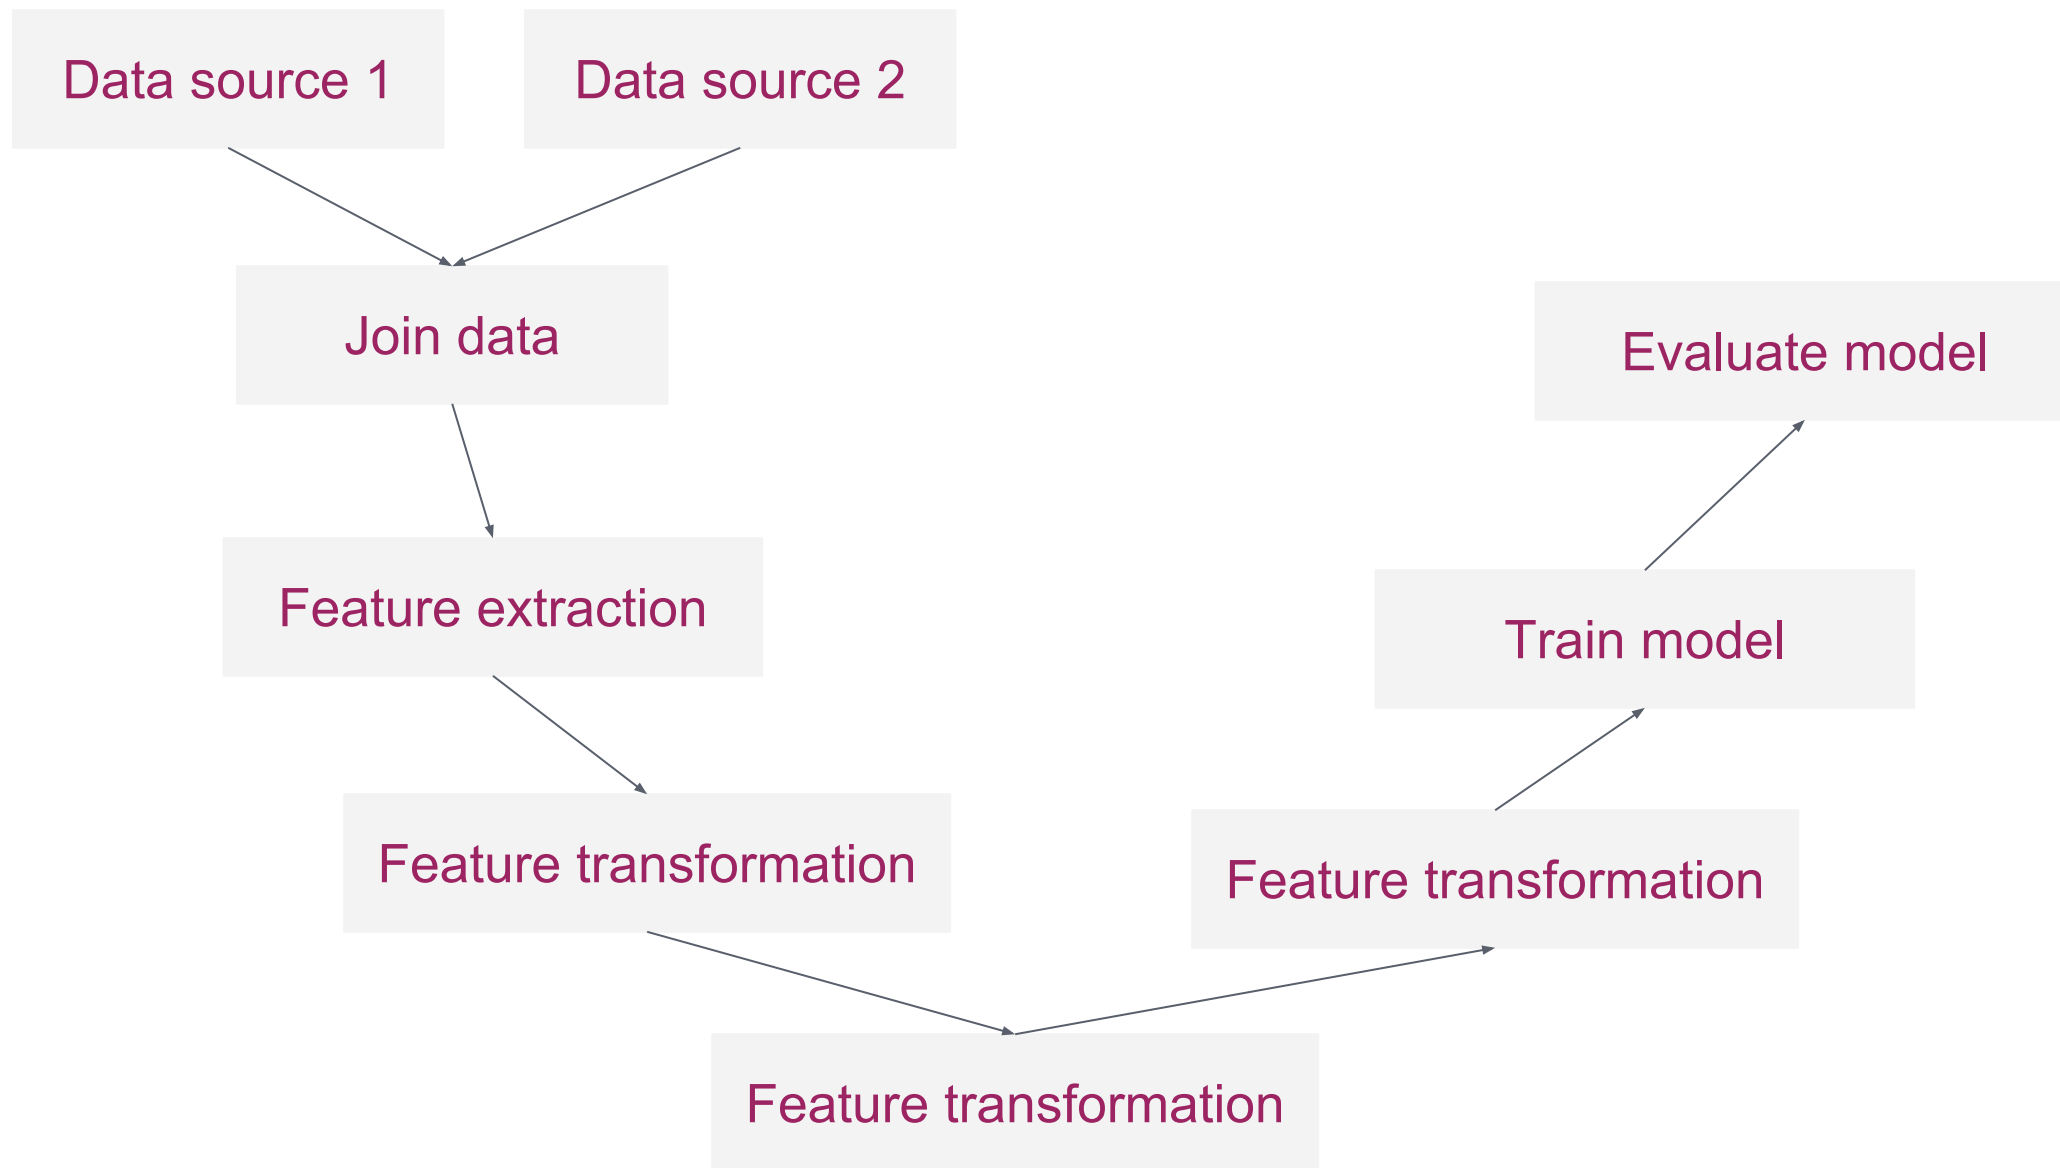 Data source 1
Data source 2
Join data
Feature extraction
Feature transformation
Feature transformation
Feature transformation
Train model
Evaluate model